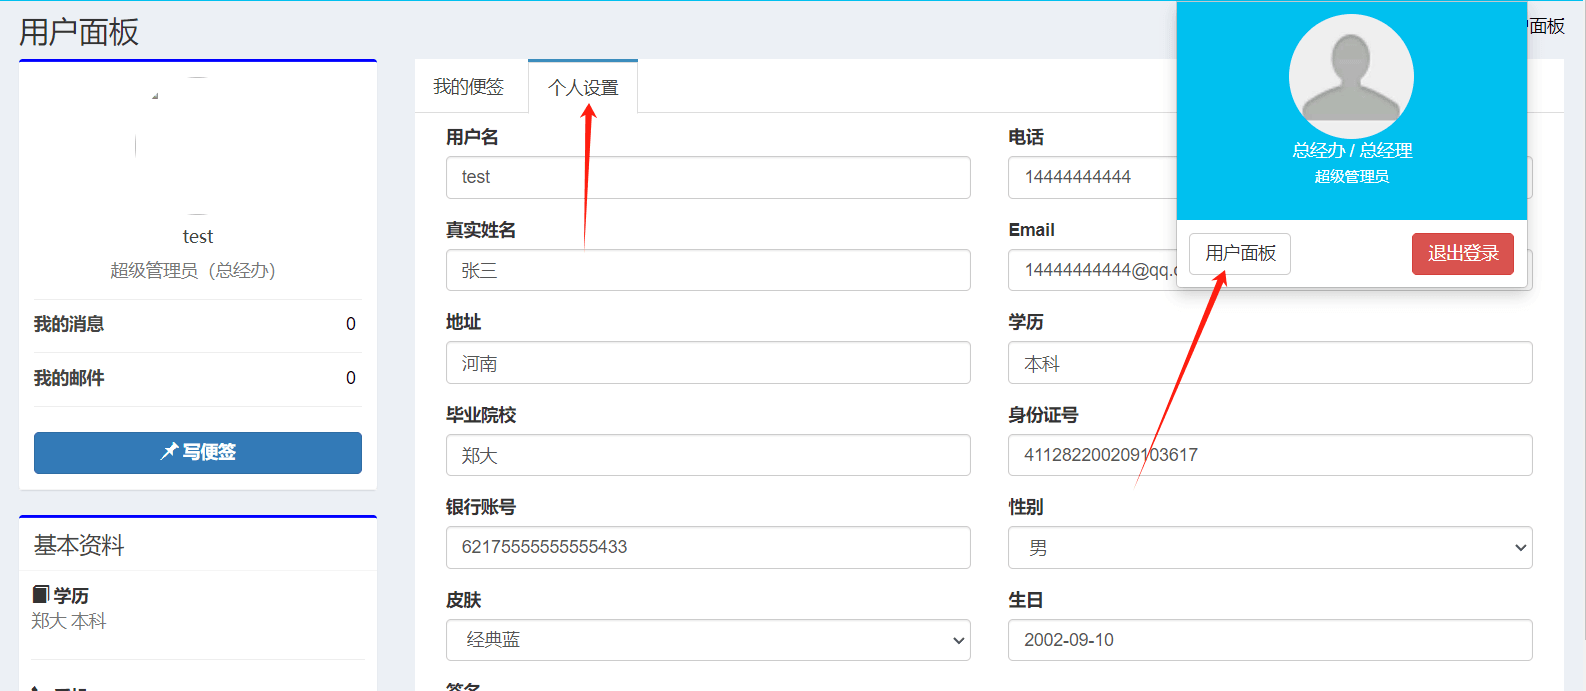 用户面板
户面板
总经办 / 总经理
超级管理员
用户面板
退出登录
test
超级管理员（总经办）
我的消息 0
我的邮件 0
写便签
基本资料
学历
郑大 本科
我的便签
个人设置
用户名
test
电话
14444444444
真实姓名
张三
Email
14444444444@qq.c
地址
河南
学历
本科
毕业院校
郑大
身份证号
411282200209103617
银行账号
62175555555555433
性别
男
皮肤
经典蓝
生日
2002-09-10
签名